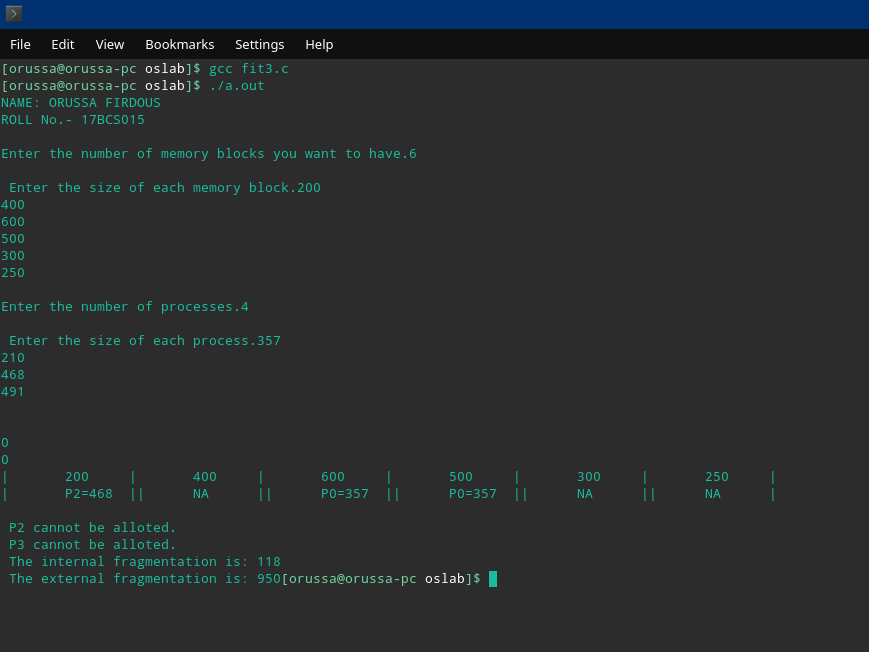 File Edit View Bookmarks Settings Help
[orussa@orussa-pc oslab]$ gcc fit3.c
[orussa@orussa-pc oslab]$ ./a.out
NAME: ORUSSA FIRDOUS
ROLL No.- 17BCS015
Enter the number of memory blocks you want to have.6
Enter the size of each memory block.200
400
600
500
300
250
Enter the number of processes.4
Enter the size of each process.357
210
468
491
0
0
| 200 | 400 | 600 | 500 | 300 | 250 |
| P2=468 || NA || P0=357 || P0=357 || NA || NA |
P2 cannot be alloted.
P3 cannot be alloted.
The internal fragmentation is: 118
The external fragmentation is: 950[orussa@orussa-pc oslab]$